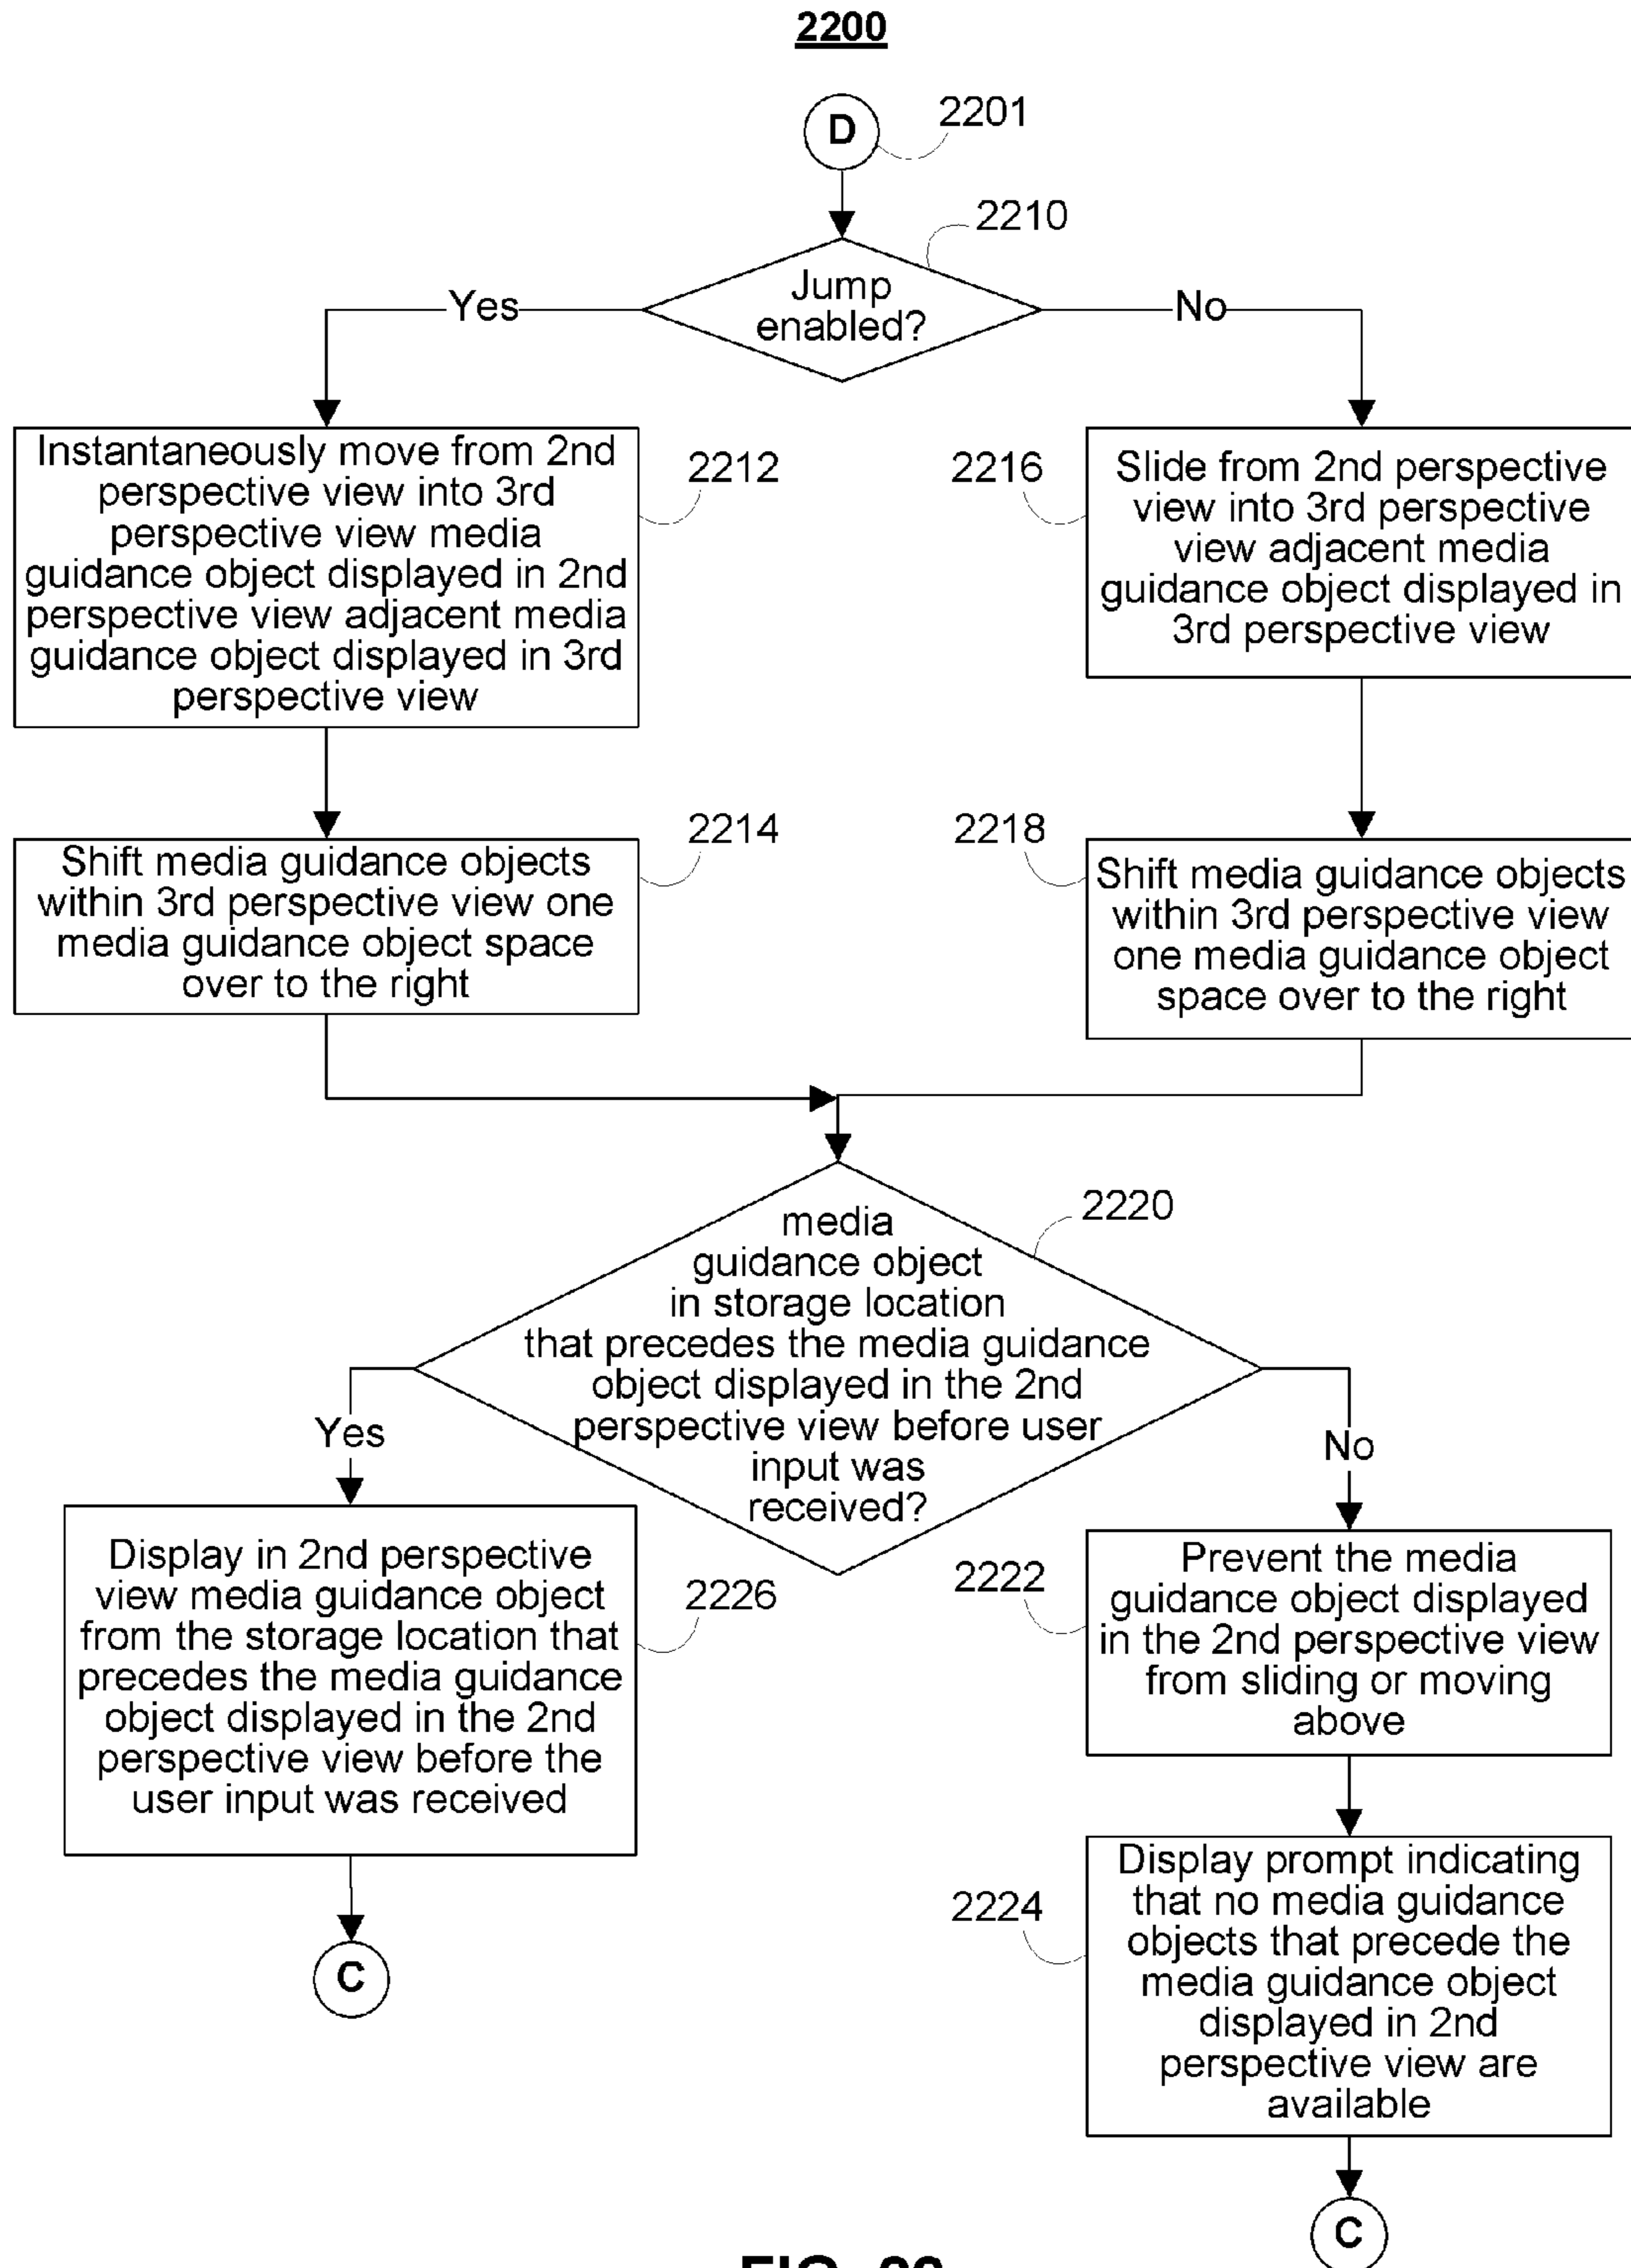 2200
D
2201
2210
Jump
enabled?
Yes
No
Instantaneously move from 2nd
perspective view into 3rd
perspective view media
guidance object displayed in 2nd
perspective view adjacent media
guidance object displayed in 3rd
perspective view
2212
2216
Slide from 2nd perspective
view into 3rd perspective
view adjacent media
guidance object displayed in
3rd perspective view
Shift media guidance objects
within 3rd perspective view one
media guidance object space
over to the right
2214
2218
Shift media guidance objects
within 3rd perspective view
one media guidance object
space over to the right
media
guidance object
in storage location
that precedes the media guidance
object displayed in the 2nd
perspective view before user
input was
received?
2220
Yes
No
Display in 2nd perspective
view media guidance object
from the storage location that
precedes the media guidance
object displayed in the 2nd
perspective view before the
user input was received
2226
2222
Prevent the media
guidance object displayed
in the 2nd perspective view
from sliding or moving
above
C
2224
Display prompt indicating
that no media guidance
objects that precede the
media guidance object
displayed in 2nd
perspective view are
available
C
FIG.